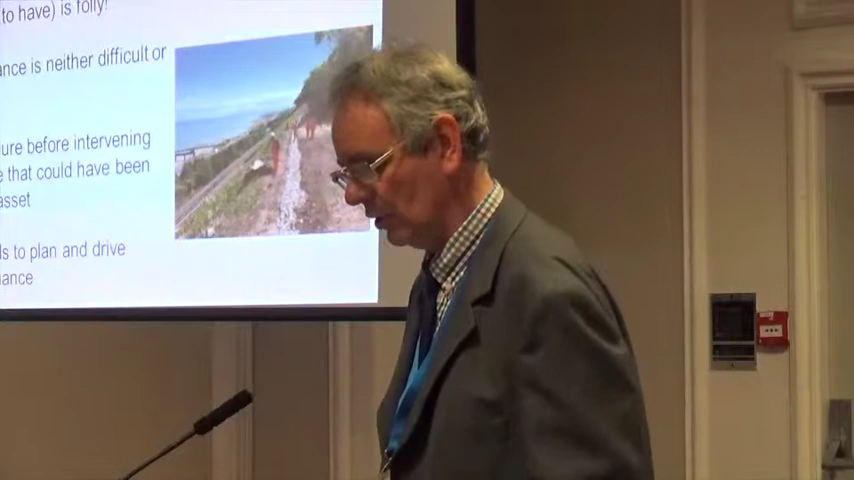 to have) is folly!
ance is neither difficult or
ure before intervening
e that could have been
asset
ls to plan and drive
nance